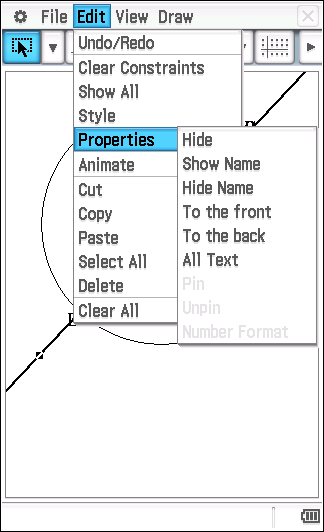 File Edit View Draw
Undo/Redo
Clear Constraints
Show All
Style
Properties
Animate
Cut
Copy
Paste
Select All
Delete
Clear All
Hide
Show Name
Hide Name
To the front
To the back
All Text
Pin
Unpin
Number Format